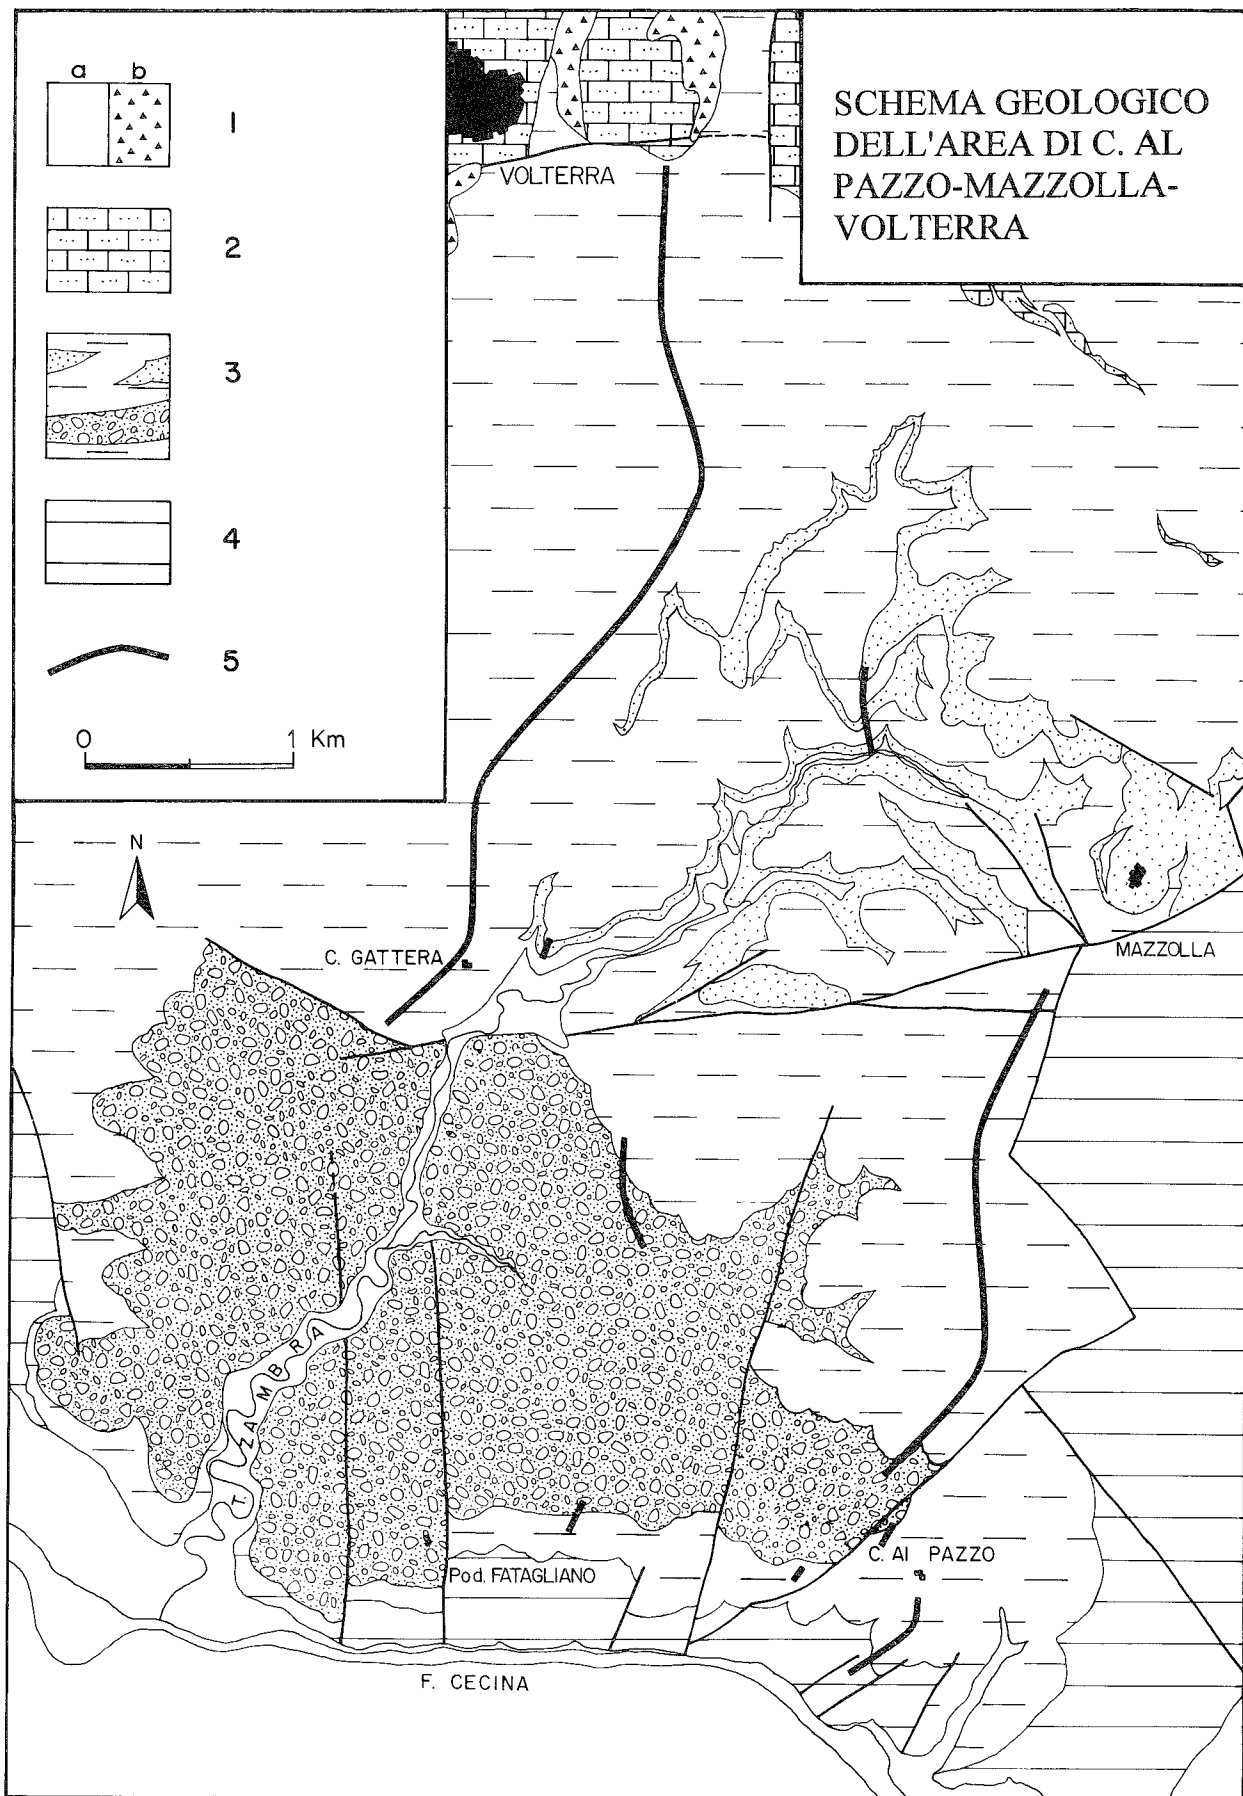 a b
1
2
3
4
5
0 1 Km
SCHEMA GEOLOGICO
DELL'AREA DI C. AL
PAZZO-MAZZOLLA-
VOLTERRA
VOLTERRA
N
C. GATTERA
MAZZOLLA
T. ZAMBRA
C. AI PAZZO
Pod. FATAGLIANO
F. CECINA